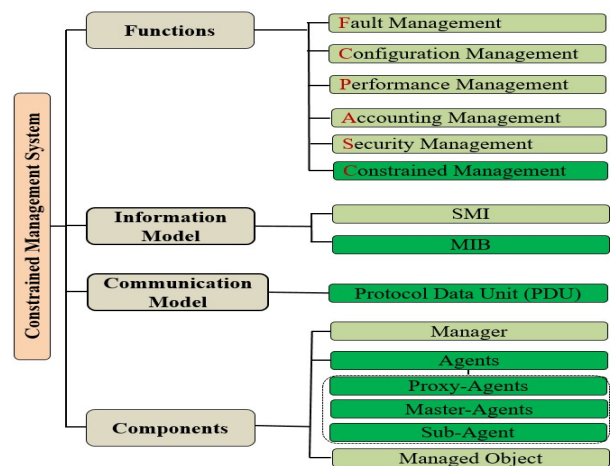 Constrained Management System
Functions
Fault Management
Configuration Management
Performance Management
Accounting Management
Security Management
Constrained Management
Information
Model
SMI
MIB
Communication
Model
Protocol Data Unit (PDU)
Components
Manager
Agents
Proxy-Agents
Master-Agents
Sub-Agent
Managed Object